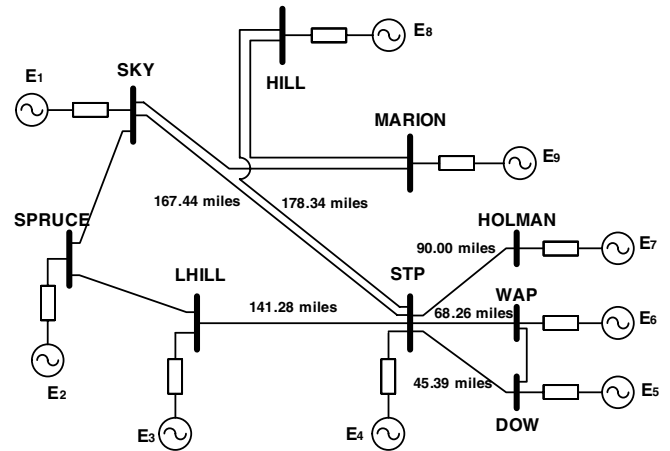 E8
HILL
E1
SKY
MARION
E9
167.44 miles
178.34 miles
SPRUCE
HOLMAN
E7
90.00 miles
LHILL
STP
WAP
141.28 miles
68.26 miles
E6
E2
45.39 miles
E5
DOW
E3
E4